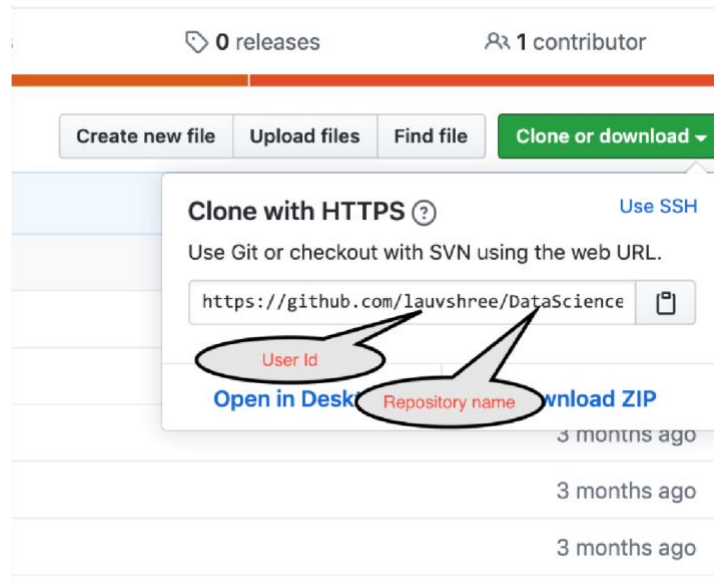 0 releases
1 contributor
Create new file
Upload files
Find file
Clone or download
Clone with HTTPS ?
Use SSH
Use Git or checkout with SVN using the web URL.
https://github.com/lauvshree/DataScience
User Id
Repository name
Open in Desk
wnload ZIP
3 months ago
3 months ago
3 months ago